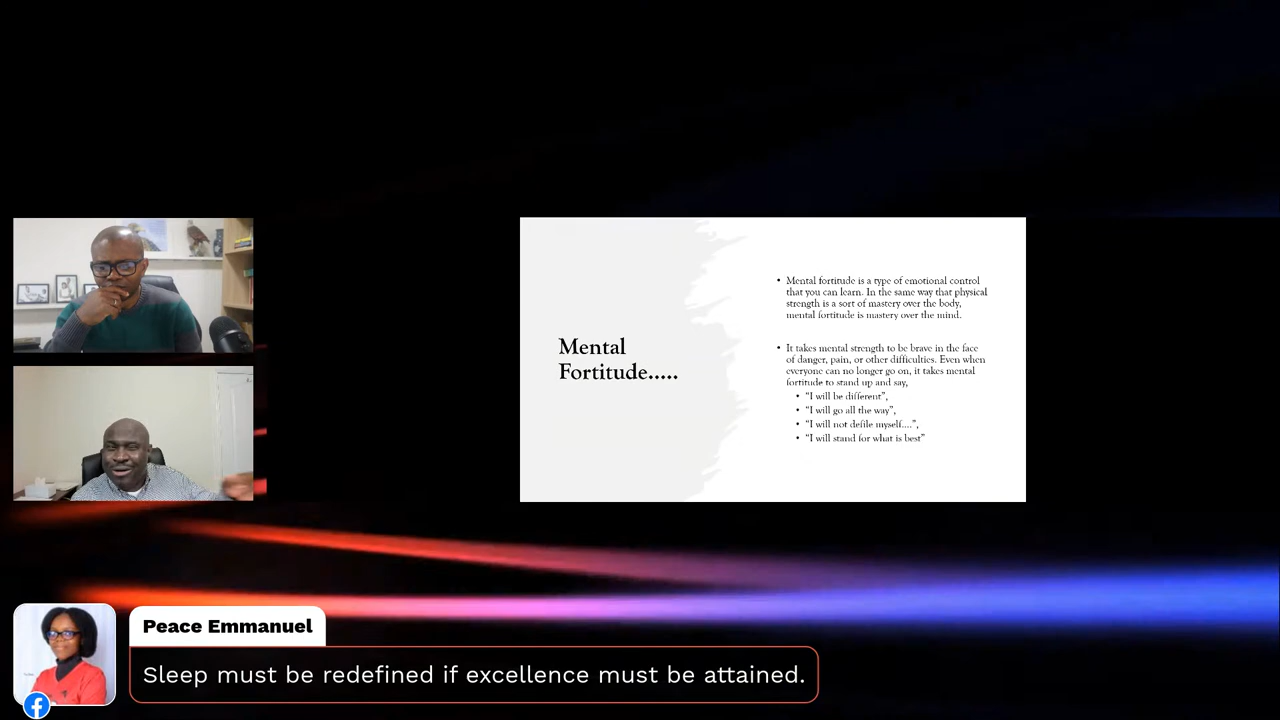 Mental
Fortitude.....
• Mental fortitude is a type of emotional control
that you can learn. In the same way that physical
strength is a sort of mastery over the body,
mental fortitude is mastery over the mind.
• It takes mental strength to be brave in the face
of danger, pain, or other difficulties. Even when
everyone can no longer go on, it takes mental
fortitude to stand up and say,
• “I will be different”,
• “I will go all the way”,
• “I will not defile myself....”,
• “I will stand for what is best”
Peace Emmanuel
Sleep must be redefined if excellence must be attained.